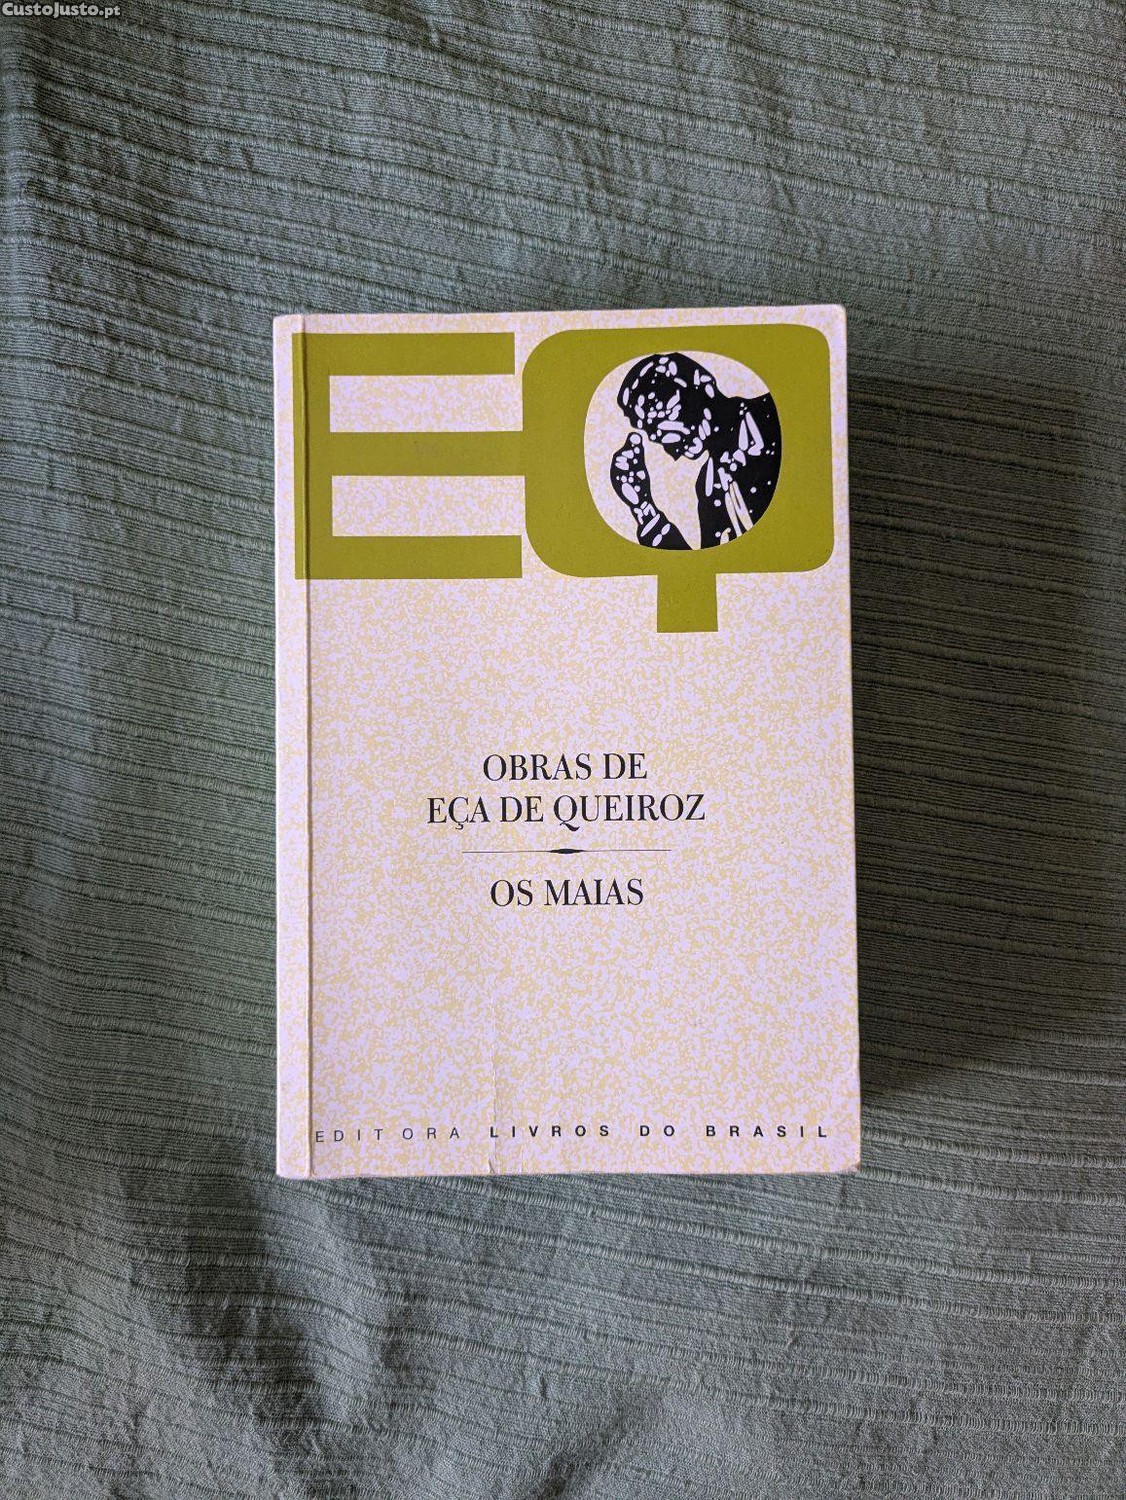 CustoJusto.pt
EQ
OBRAS DE
EÇA DE QUEIROZ
OS MAIAS
EDITORA LIVROS DO BRASIL